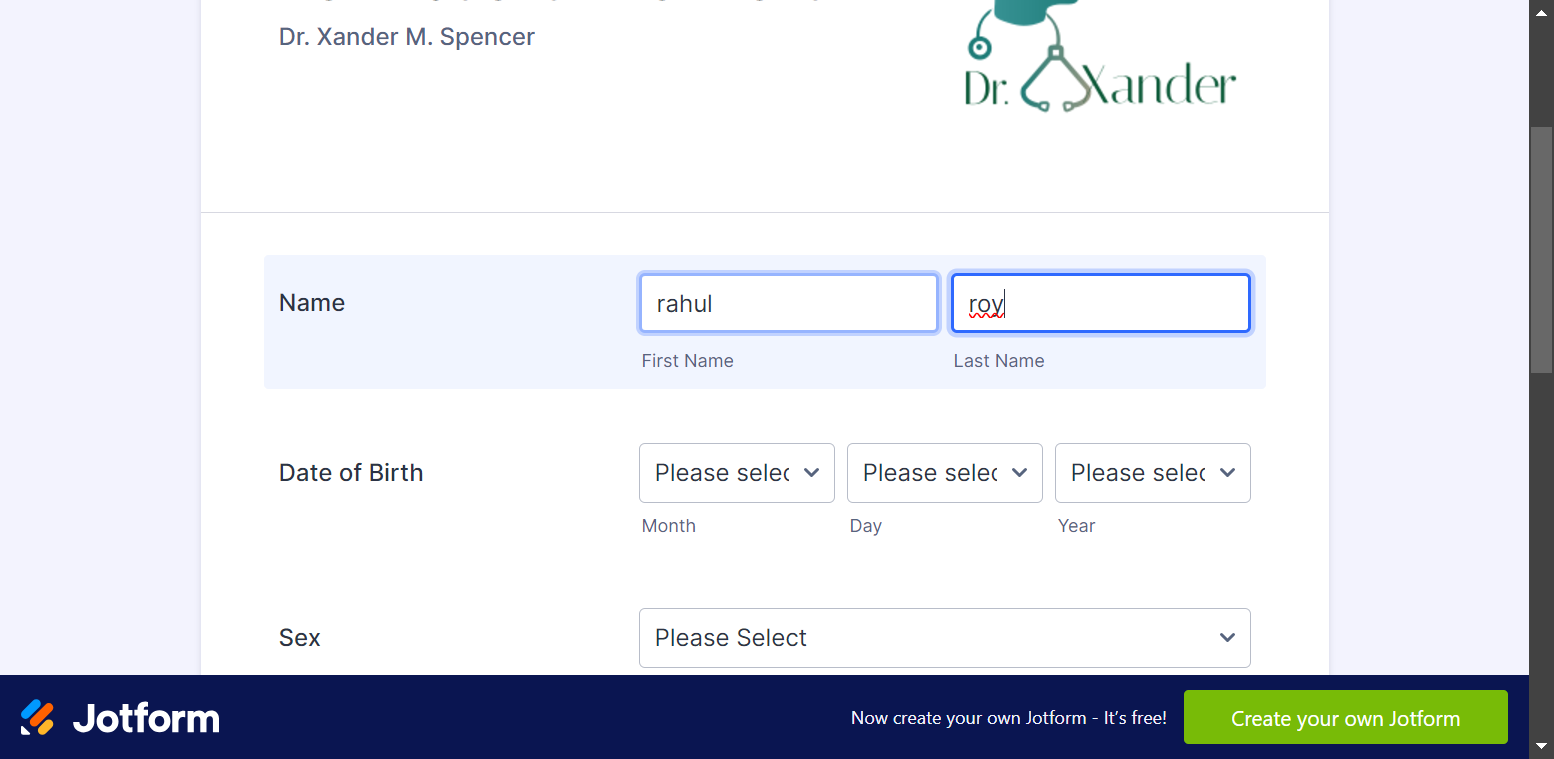 Dr. Xander M. Spencer
Dr. Xander
Name
rahul
roy
First Name
Last Name
Date of Birth
Please selec
Please selec
Please selec
Month
Day
Year
Sex
Please Select
Jotform
Now create your own Jotform - It’s free!
Create your own Jotform